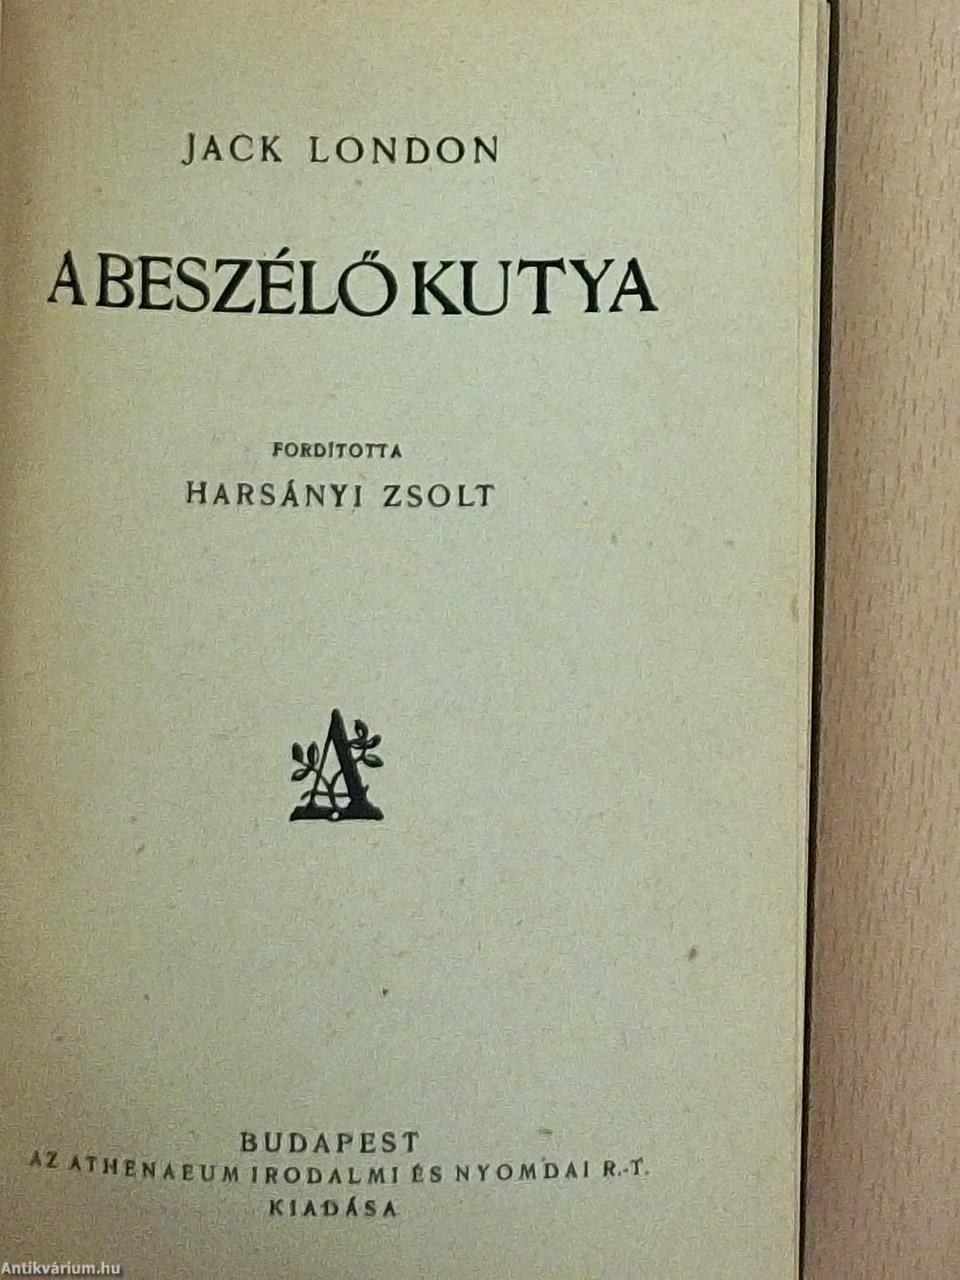 JACK LONDON
A BESZÉLŐ KUTYA
FORDÍTOTTA
HARSÁNYI ZSOLT
A
BUDAPEST
AZ ATHENAEUM IRODALMI ÉS NYOMDAI R.-T.
KIADÁSA
Antikvárium.hu